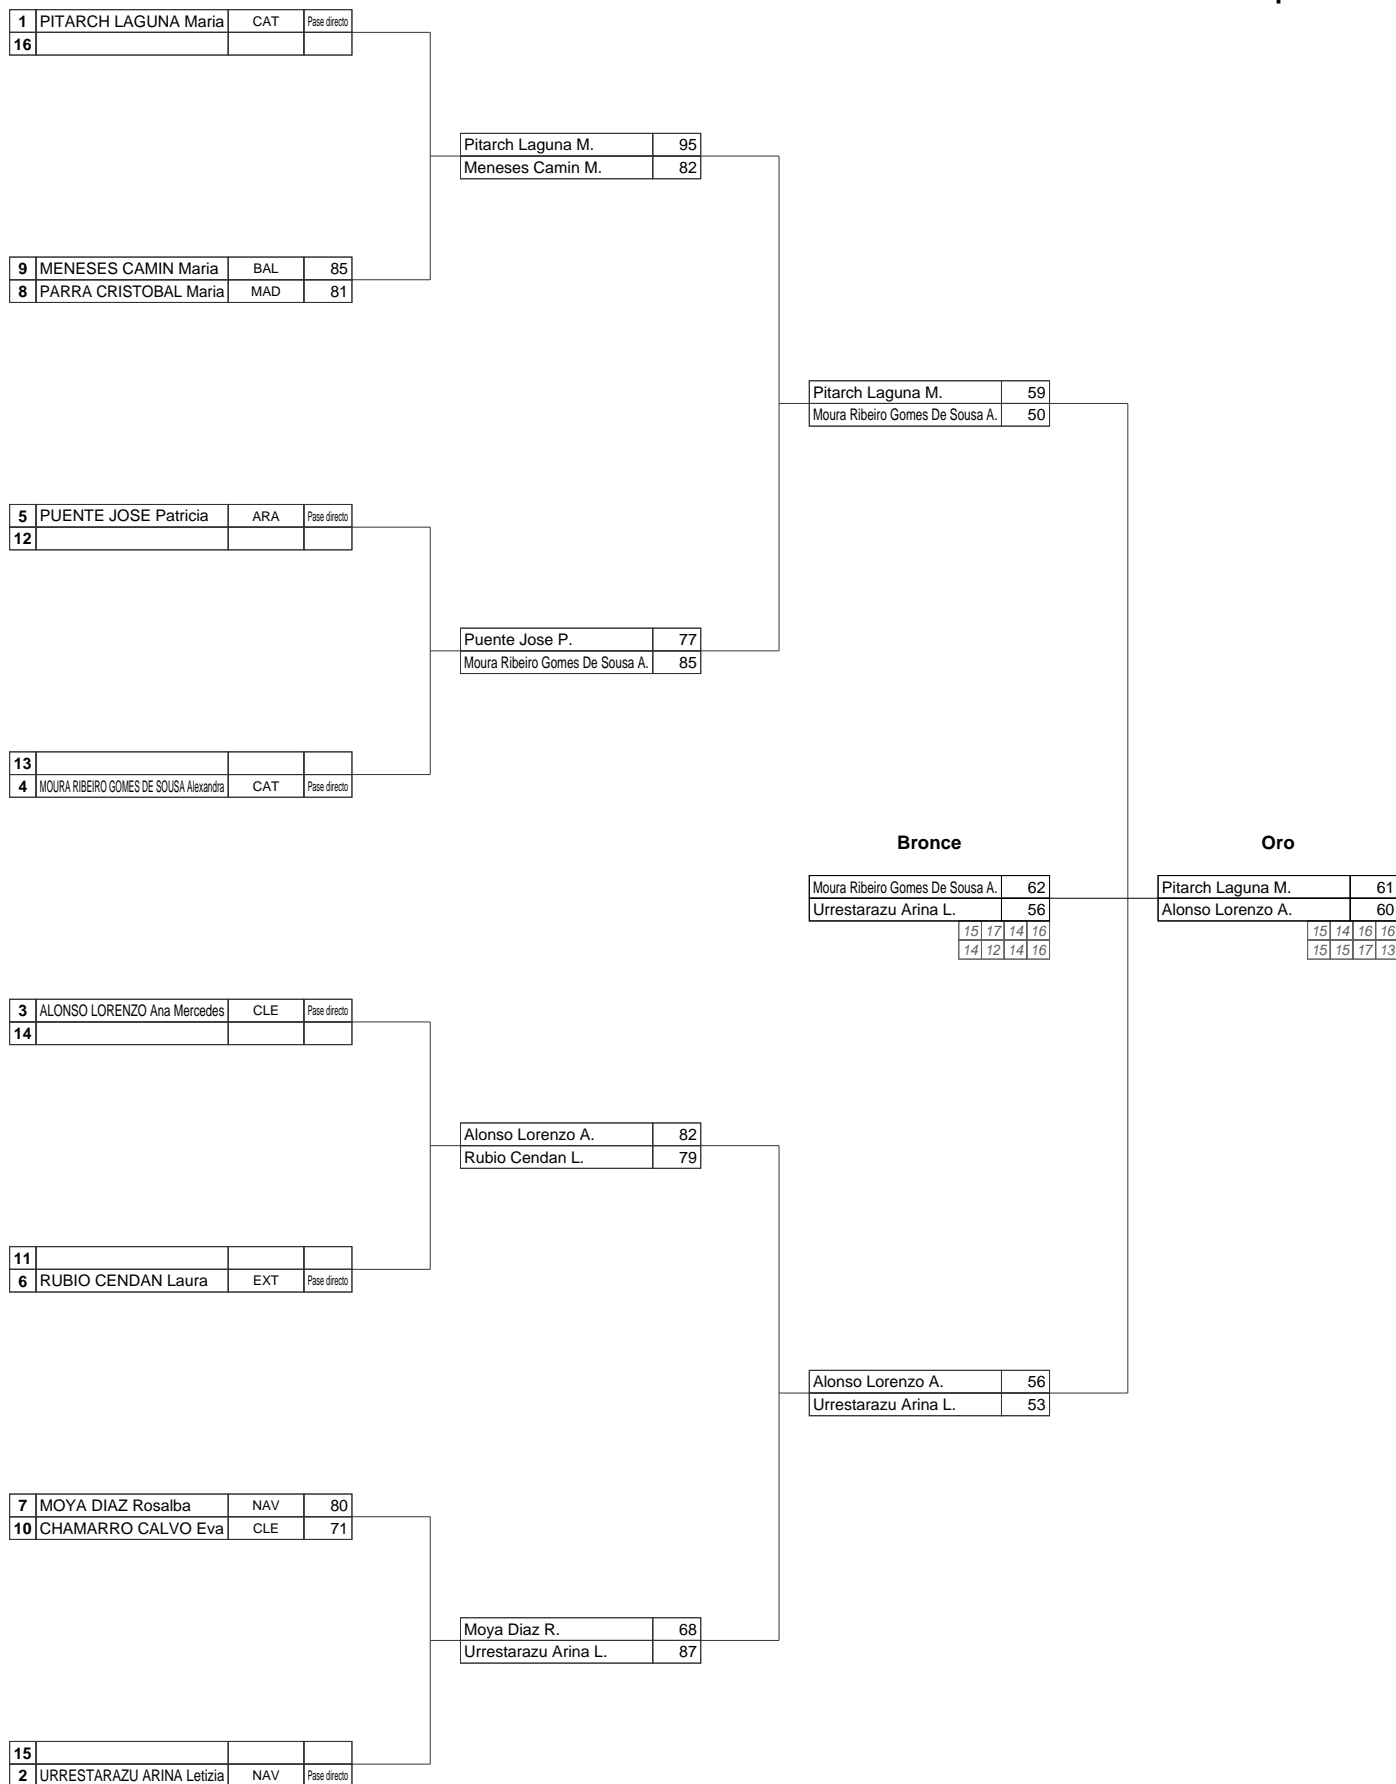 1 PITARCH LAGUNA Maria CAT Pase directo
16
Pitarch Laguna M. 95
Meneses Camin M. 82
9 MENESES CAMIN Maria BAL 85
8 PARRA CRISTOBAL Maria MAD 81
Pitarch Laguna M. 59
Moura Ribeiro Gomes De Sousa A. 50
5 PUENTE JOSE Patricia ARA Pase directo
12
Puente Jose P. 77
Moura Ribeiro Gomes De Sousa A. 85
13
4 MOURA RIBEIRO GOMES DE SOUSA Alexandra CAT Pase directo
Bronce Oro
Moura Ribeiro Gomes De Sousa A. 62 Pitarch Laguna M. 61
Urrestarazu Arina L. 56 Alonso Lorenzo A. 60
15 17 14 16 15 14 16 16
14 12 14 16 15 15 17 13
3 ALONSO LORENZO Ana Mercedes CLE Pase directo
14
Alonso Lorenzo A. 82
Rubio Cendan L. 79
11
6 RUBIO CENDAN Laura EXT Pase directo
Alonso Lorenzo A. 56
Urrestarazu Arina L. 53
7 MOYA DIAZ Rosalba NAV 80
10 CHAMARRO CALVO Eva CLE 71
Moya Diaz R. 68
Urrestarazu Arina L. 87
15
2 URRESTARAZU ARINA Letizia NAV Pase directo